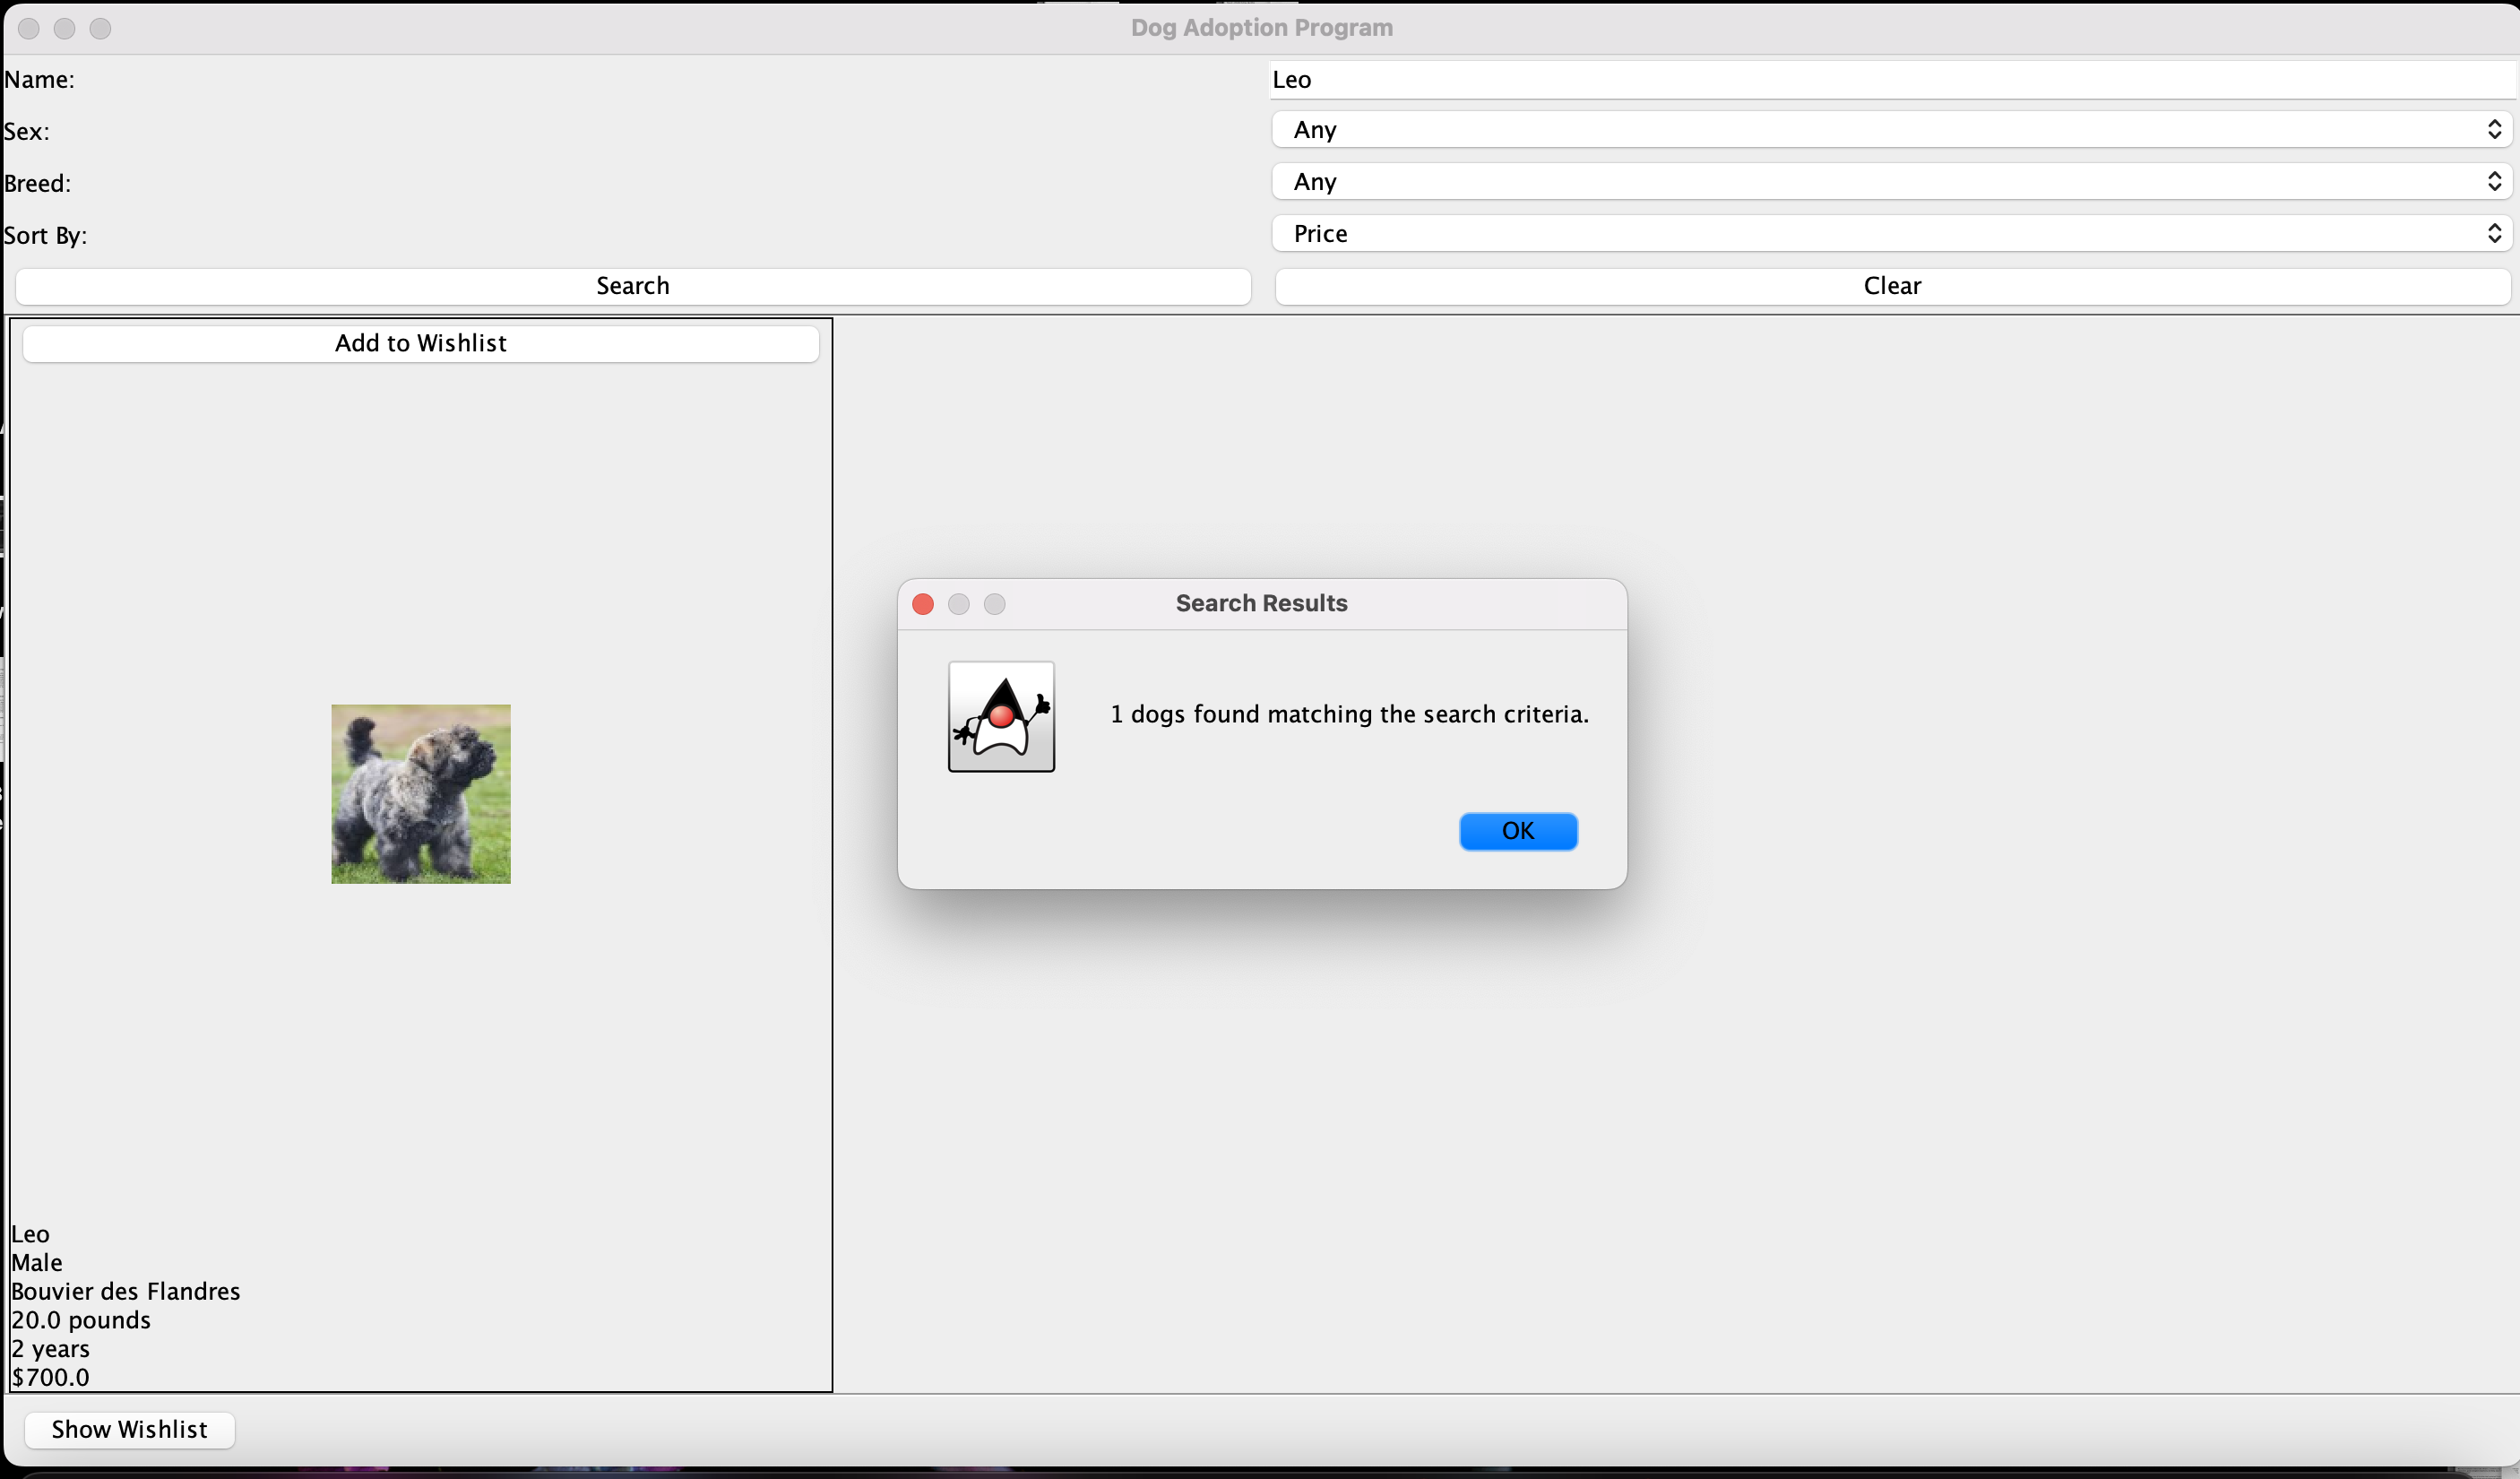 Dog Adoption Program
Name:
Leo
Sex:
Any
Breed:
Any
Sort By:
Price
Search
Clear
Add to Wishlist
Search Results
1 dogs found matching the search criteria.
OK
Leo
Male
Bouvier des Flandres
20.0 pounds
2 years
$700.0
Show Wishlist